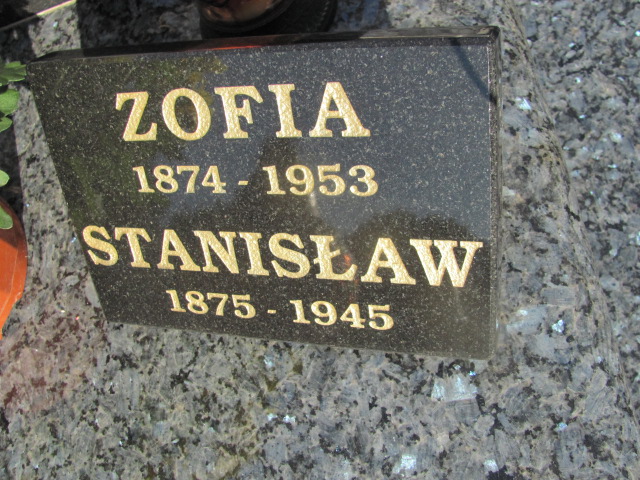 ZOFIA
1874 - 1953
STANISŁAW
1875 - 1945